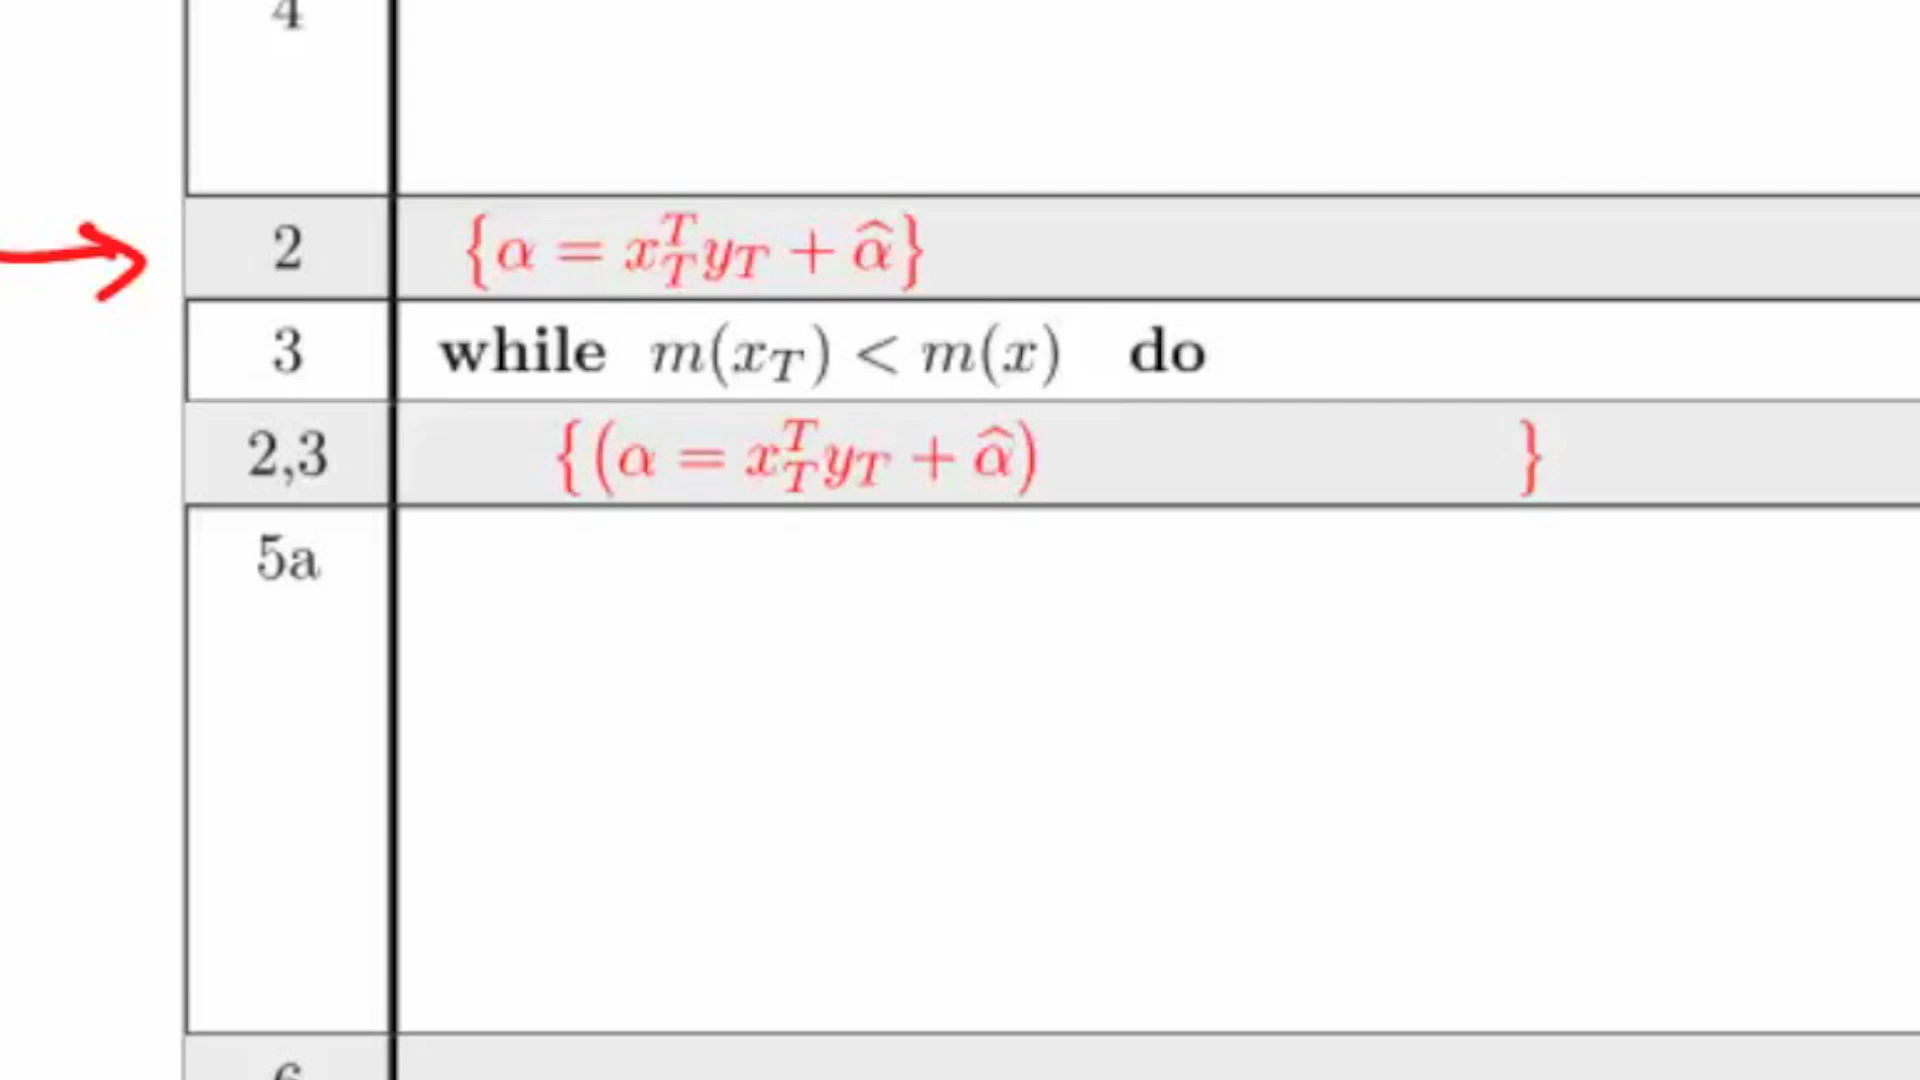 4
2 {α = x_T^T y_T + α̂}
3 while m(x_T) < m(x) do
2,3 {(α = x_T^T y_T + α̂) }
5a
6